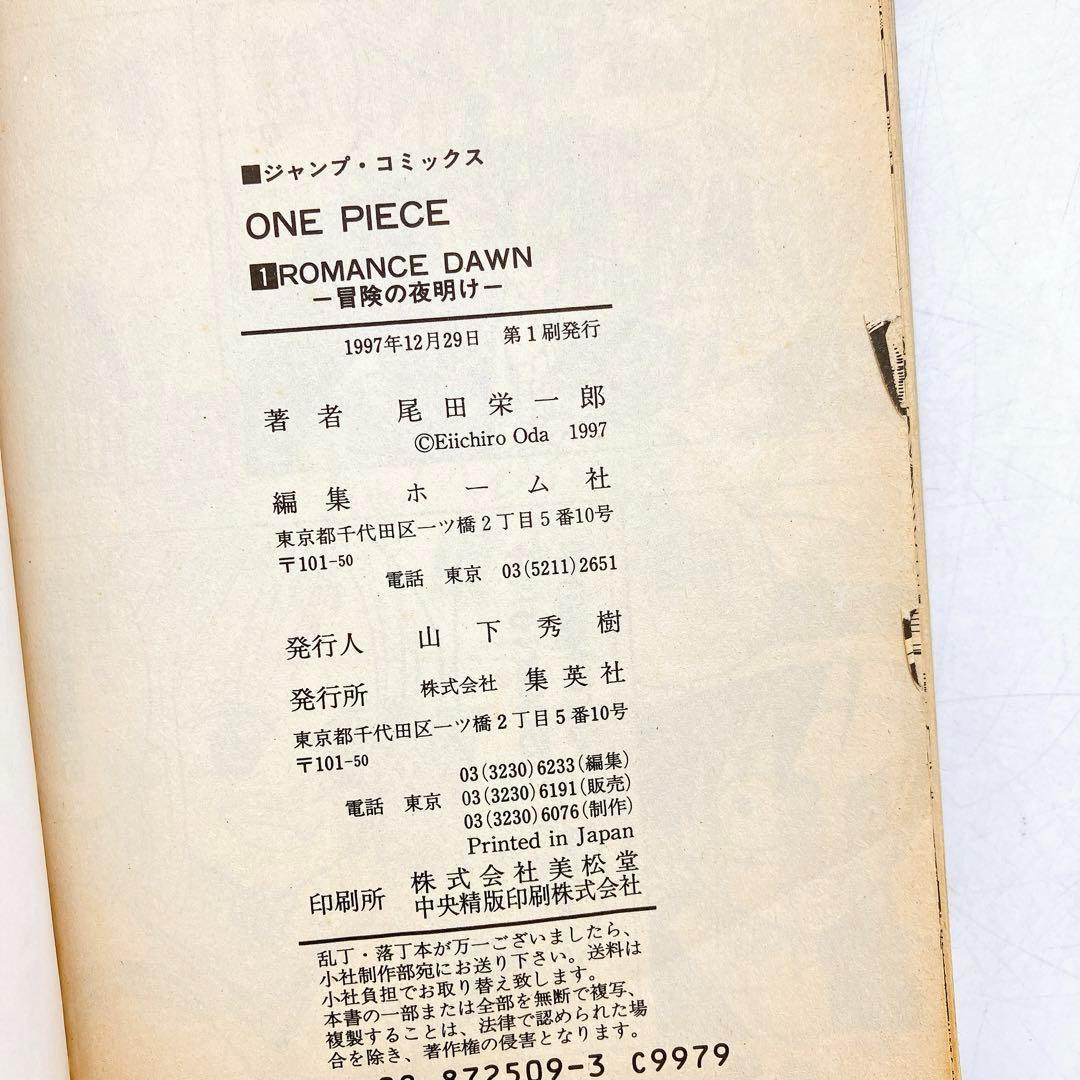 ■ジャンプ・コミックス
ONE PIECE
1 ROMANCE DAWN
−冒険の夜明け−
1997年12月29日 第1刷発行
著者 尾田栄一郎
©Eiichiro Oda 1997
編集 ホーム社
東京都千代田区一ツ橋2丁目5番10号
〒101-50
電話 東京 03(5211)2651
発行人 山下秀樹
発行所 株式会社 集英社
東京都千代田区一ツ橋2丁目5番10号
〒101-50
03(3230)6233(編集)
電話 東京 03(3230)6191(販売)
03(3230)6076(制作)
Printed in Japan
印刷所 株式会社美松堂
中央精版印刷株式会社
乱丁・落丁本が万一ございましたら、
小社制作部宛にお送り下さい。送料は
小社負担でお取り替え致します。
本書の一部または全部を無断で複写、
複製することは、法律で認められた場
合を除き、著作権の侵害となります。
872509-3 C9979